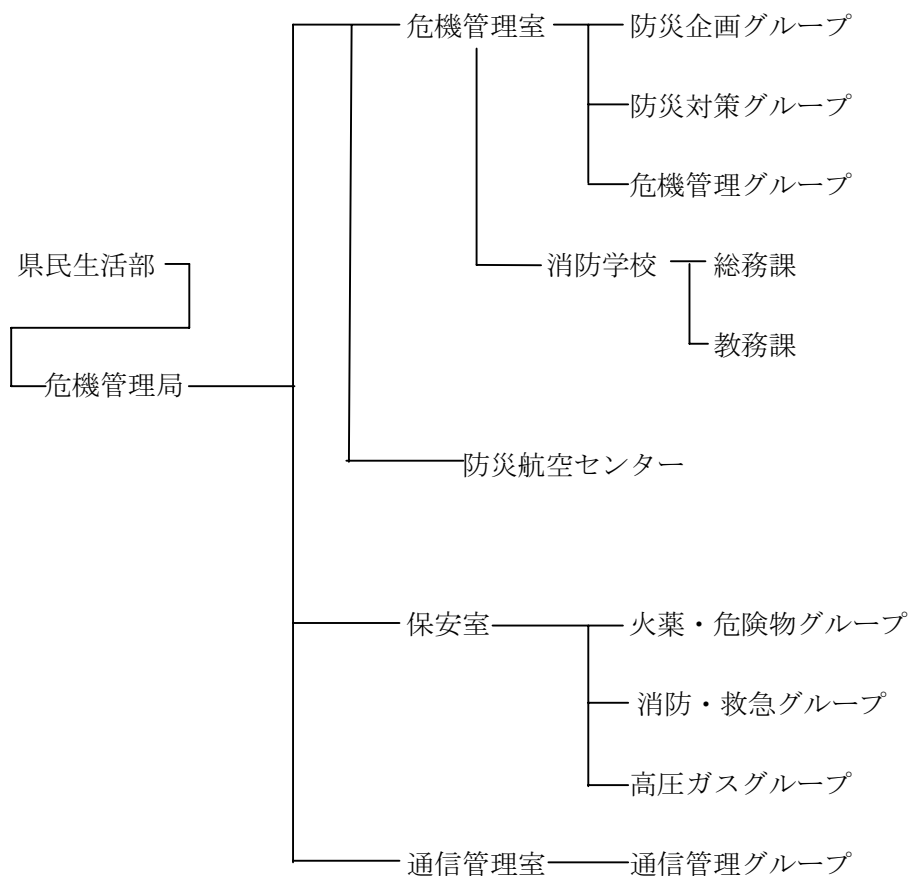 危機管理室
防災企画グループ
防災対策グループ
危機管理グループ
県民生活部
消防学校
総務課
教務課
危機管理局
防災航空センター
保安室
火薬・危険物グループ
消防・救急グループ
高圧ガスグループ
通信管理室
通信管理グループ